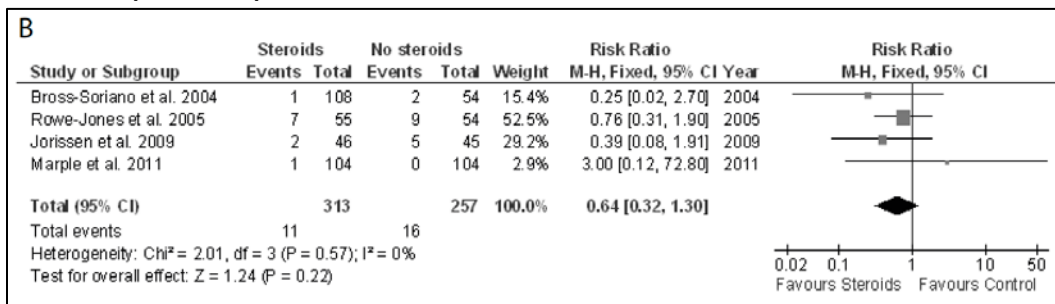 B
Steroids No steroids Risk Ratio Risk Ratio
Study or Subgroup Events Total Events Total Weight M-H, Fixed, 95% CI Year M-H, Fixed, 95% CI
Bross-Soriano et al. 2004 1 108 2 54 15.4% 0.25 [0.02, 2.70] 2004
Rowe-Jones et al. 2005 7 55 9 54 52.5% 0.76 [0.31, 1.90] 2005
Jorissen et al. 2009 2 46 5 45 29.2% 0.39 [0.08, 1.91] 2009
Marple et al. 2011 1 104 0 104 2.9% 3.00 [0.12, 72.80] 2011
Total (95% CI) 313 257 100.0% 0.64 [0.32, 1.30]
Total events 11 16
Heterogeneity: Chi² = 2.01, df = 3 (P = 0.57); I² = 0%
Test for overall effect: Z = 1.24 (P = 0.22)
0.02 0.1 1 10 50
Favours Steroids Favours Control